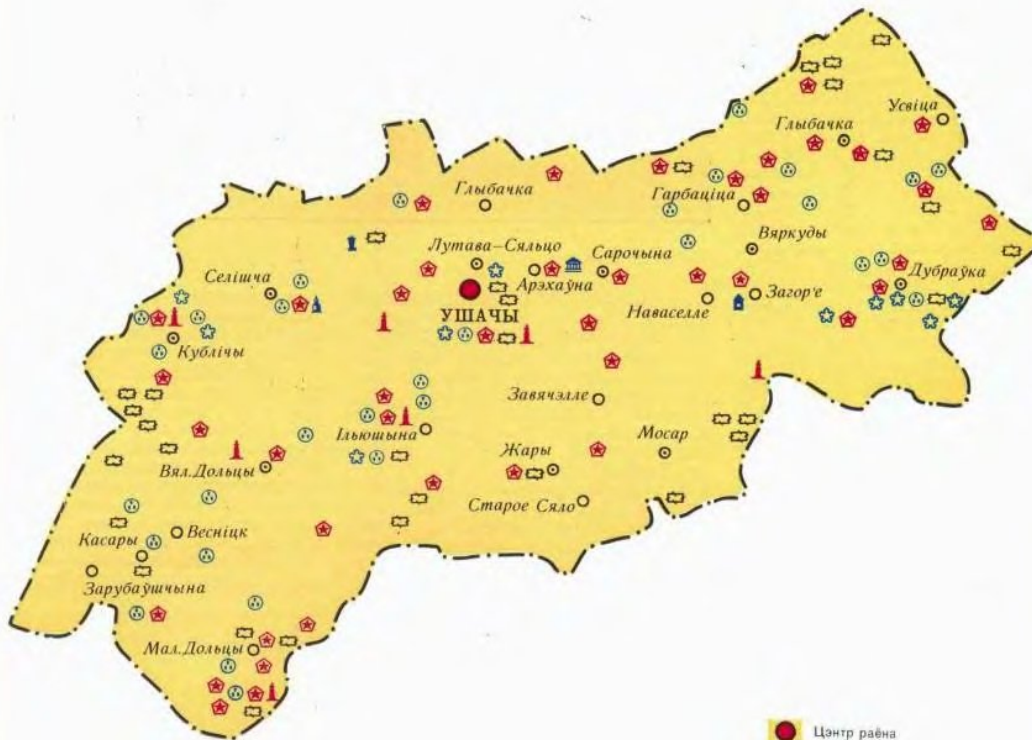 Усвіца
Глыбачка
Глыбачка
Гарбаціца
Вяркуды
Лутава-Сяльцо
Сарочына
Арэхаўна
Селішча
Дубраўка
УШАЧЫ
Наваселле
Загор'е
Кублічы
Завячэлле
Ільюшына
Мосар
Жары
Вял.Дольцы
Старое Сяло
Весніцк
Касары
Зарубаўшчына
Мал.Дольцы
Цэнтр раёна